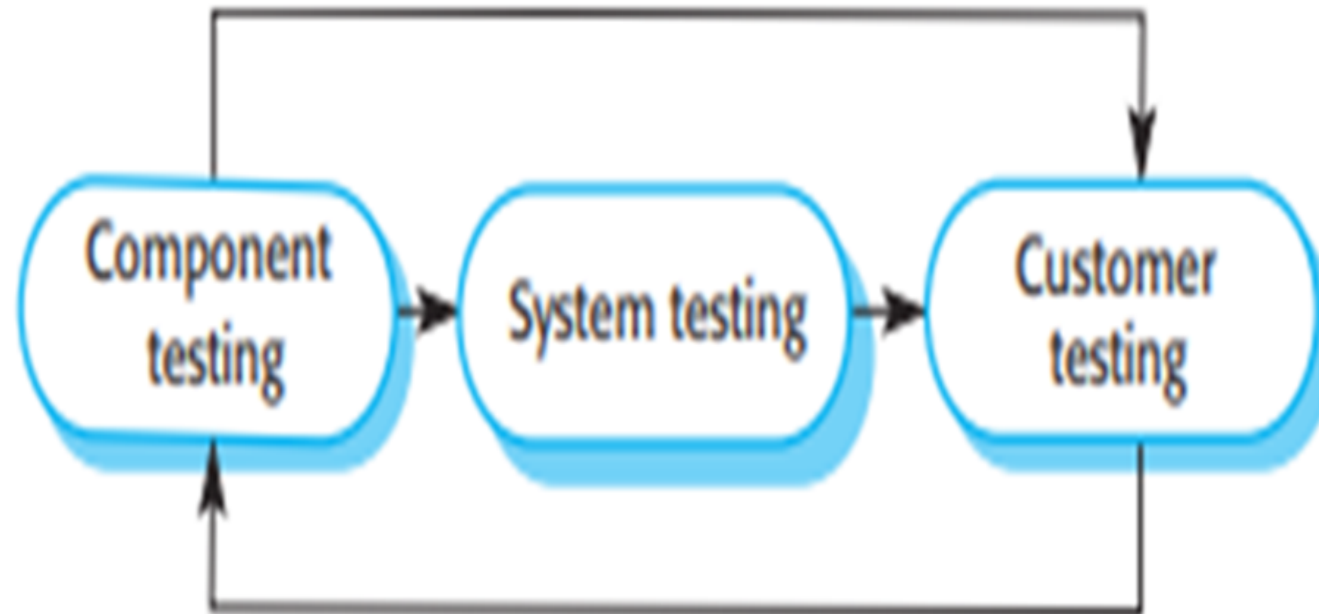 Component
testing
System testing
Customer
testing